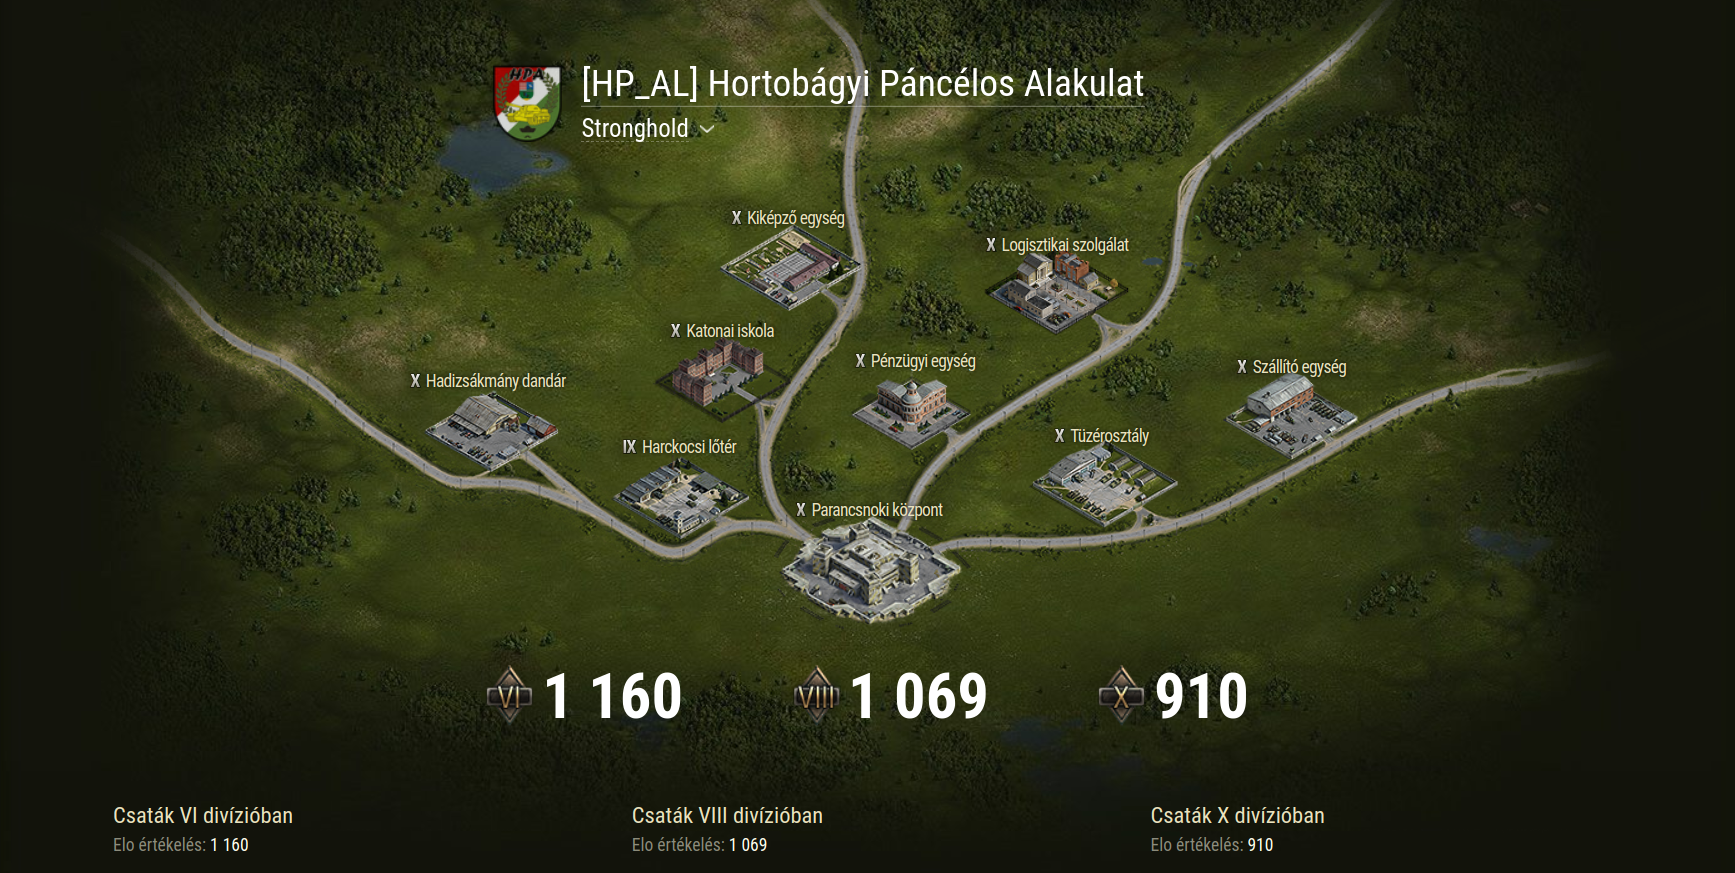 HPA
[HP_AL] Hortobágyi Páncélos Alakulat
Stronghold
X Kiképző egység
X Logisztikai szolgálat
X Katonai iskola
X Pénzügyi egység
X Szállító egység
X Hadizsákmány dandár
X Tüzérosztály
IX Harckocsi lőtér
X Parancsnoki központ
VI 1 160
VIII 1 069
X 910
Csaták VI divízióban
Elo értékelés: 1 160
Csaták VIII divízióban
Elo értékelés: 1 069
Csaták X divízióban
Elo értékelés: 910